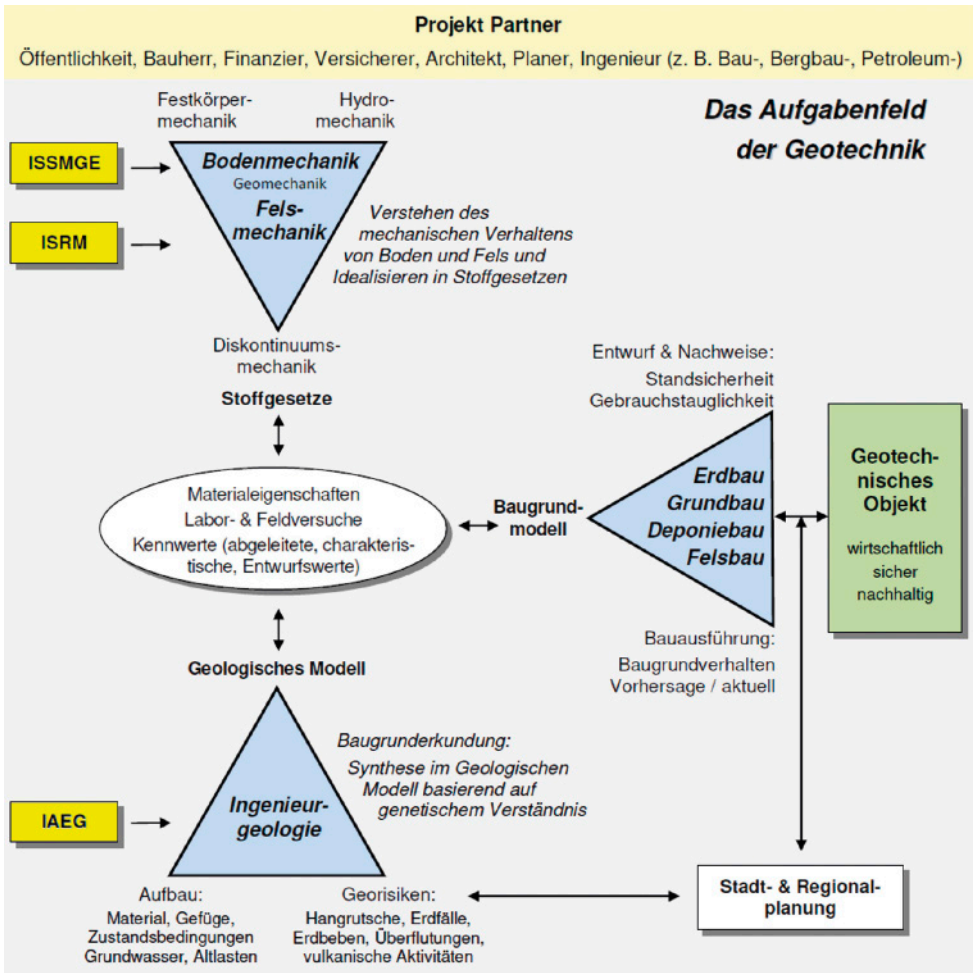 Projekt Partner
Öffentlichkeit, Bauherr, Finanzier, Versicherer, Architekt, Planer, Ingenieur (z. B. Bau-, Bergbau-, Petroleum-)
Das Aufgabenfeld
der Geotechnik
Festkörper-
mechanik
Hydro-
mechanik
ISSMGE
ISRM
Bodenmechanik
Geomechanik
Fels-
mechanik
Verstehen des
mechanischen Verhaltens
von Boden und Fels und
Idealisieren in Stoffgesetzen
Diskontinuums-
mechanik
Stoffgesetze
Materialeigenschaften
Labor- & Feldversuche
Kennwerte (abgeleitete, charakteris-
tische, Entwurfswerte)
Baugrund-
modell
Entwurf & Nachweise:
Standsicherheit
Gebrauchstauglichkeit
Erdbau
Grundbau
Deponiebau
Felsbau
Bauausführung:
Baugrundverhalten
Vorhersage / aktuell
Geotech-
nisches
Objekt
wirtschaftlich
sicher
nachhaltig
Geologisches Modell
Baugrunderkundung:
Synthese im Geologischen
Modell basierend auf
genetischem Verständnis
IAEG
Ingenieur-
geologie
Aufbau:
Material, Gefüge,
Zustandsbedingungen
Grundwasser, Altlasten
Georisiken:
Hangrutsche, Erdfälle,
Erdbeben, Überflutungen,
vulkanische Aktivitäten
Stadt- & Regional-
planung